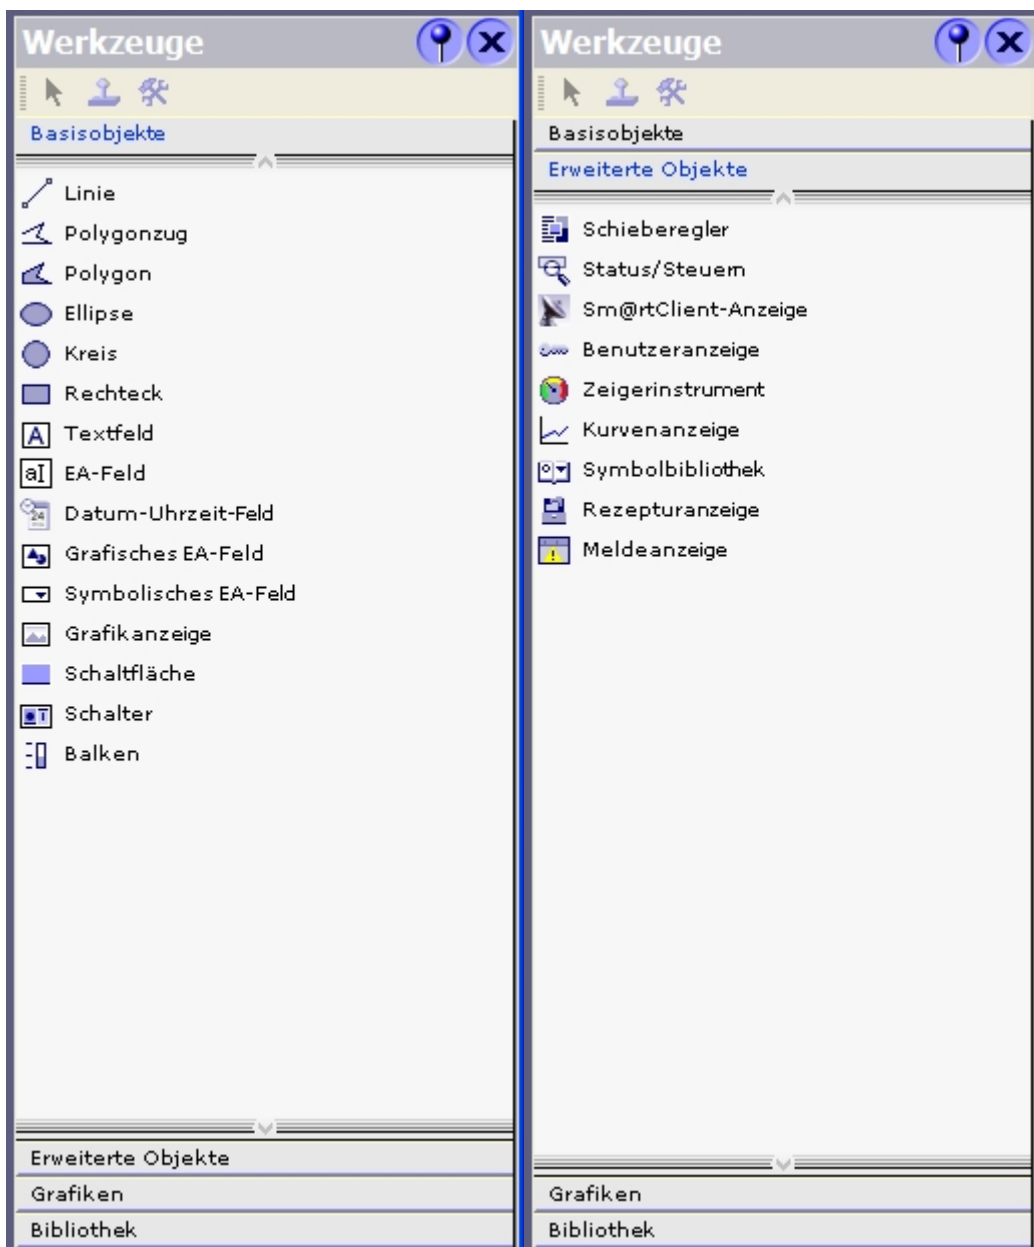 Werkzeuge
Basisobjekte
Linie
Polygonzug
Polygon
Ellipse
Kreis
Rechteck
A Textfeld
aI EA-Feld
24 Datum-Uhrzeit-Feld
Grafisches EA-Feld
Symbolisches EA-Feld
Grafikanzeige
Schaltfläche
Schalter
Balken
Erweiterte Objekte
Grafiken
Bibliothek
Werkzeuge
Basisobjekte
Erweiterte Objekte
Schieberegler
Status/Steuern
Sm@rtClient-Anzeige
Benutzeranzeige
Zeigerinstrument
Kurvenanzeige
Symbolbibliothek
Rezepturanzeige
Meldeanzeige
Grafiken
Bibliothek